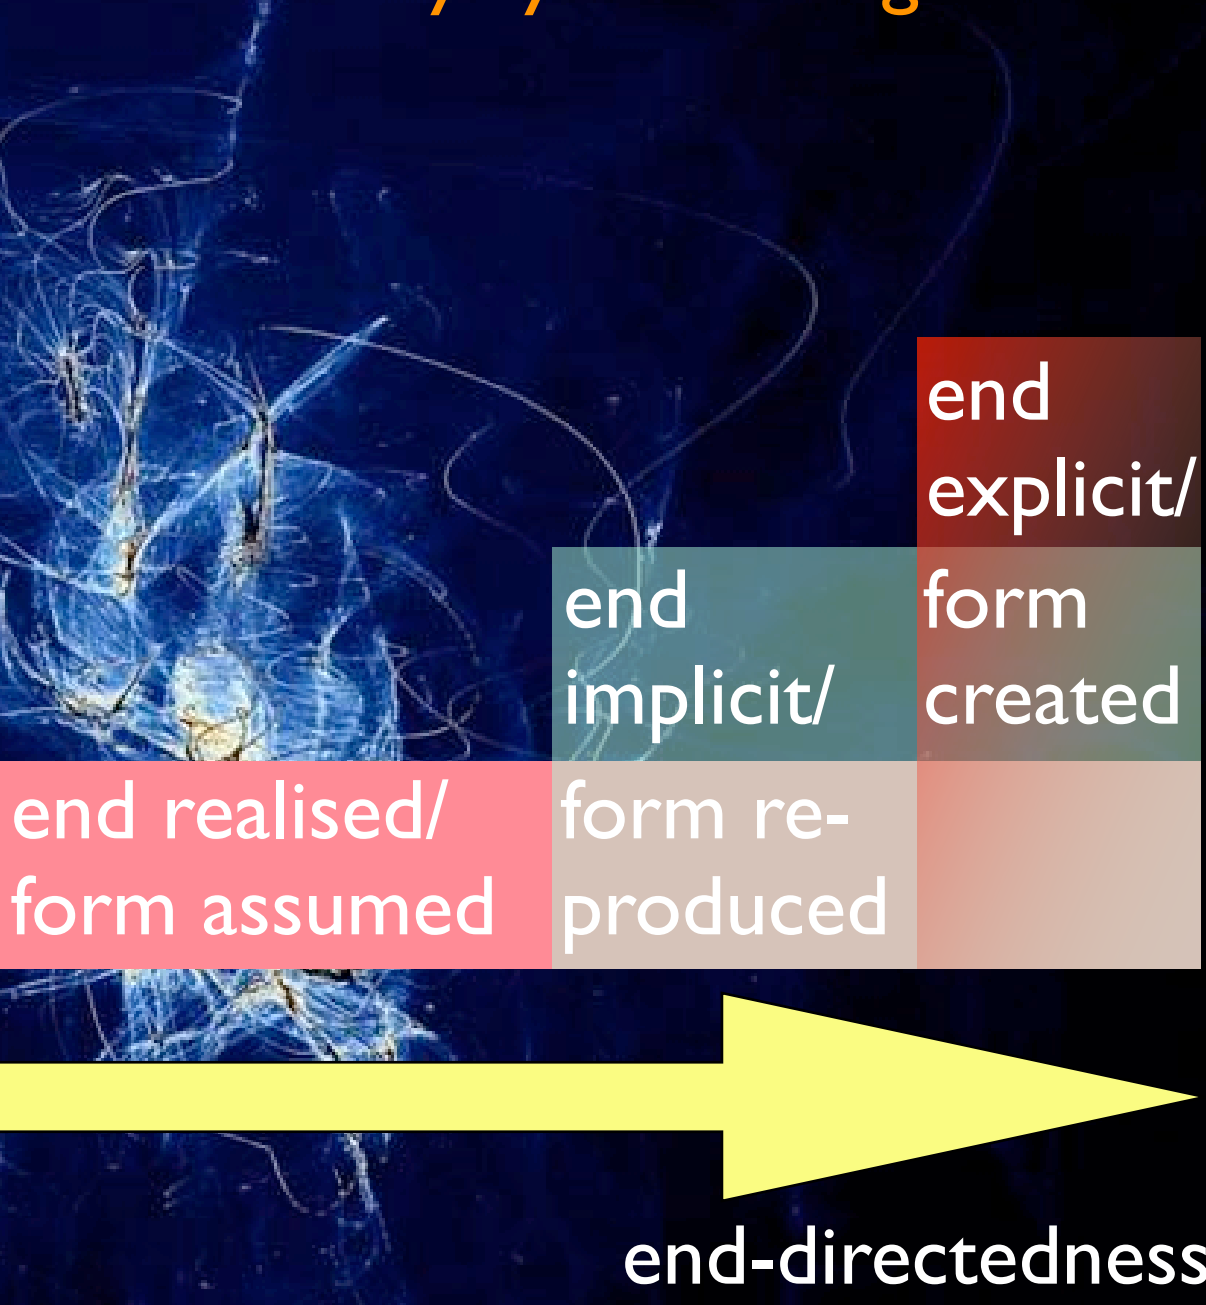 end
explicit/
form
created
end
implicit/
form re-
produced
end realised/
form assumed
end-directedness